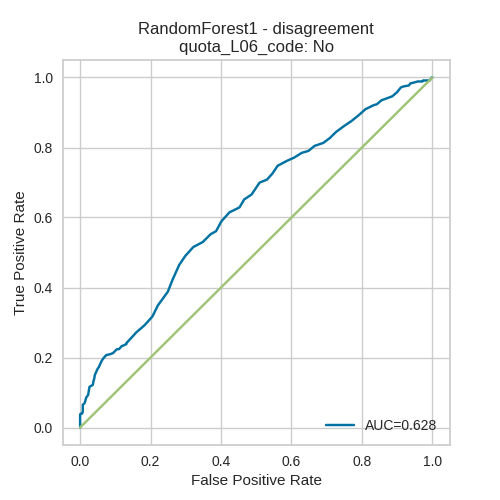 RandomForest1 - disagreement
quota_L06_code: No
True Positive Rate
1.0
0.8
0.6
0.4
0.2
0.0
AUC=0.628
0.0 0.2 0.4 0.6 0.8 1.0
False Positive Rate